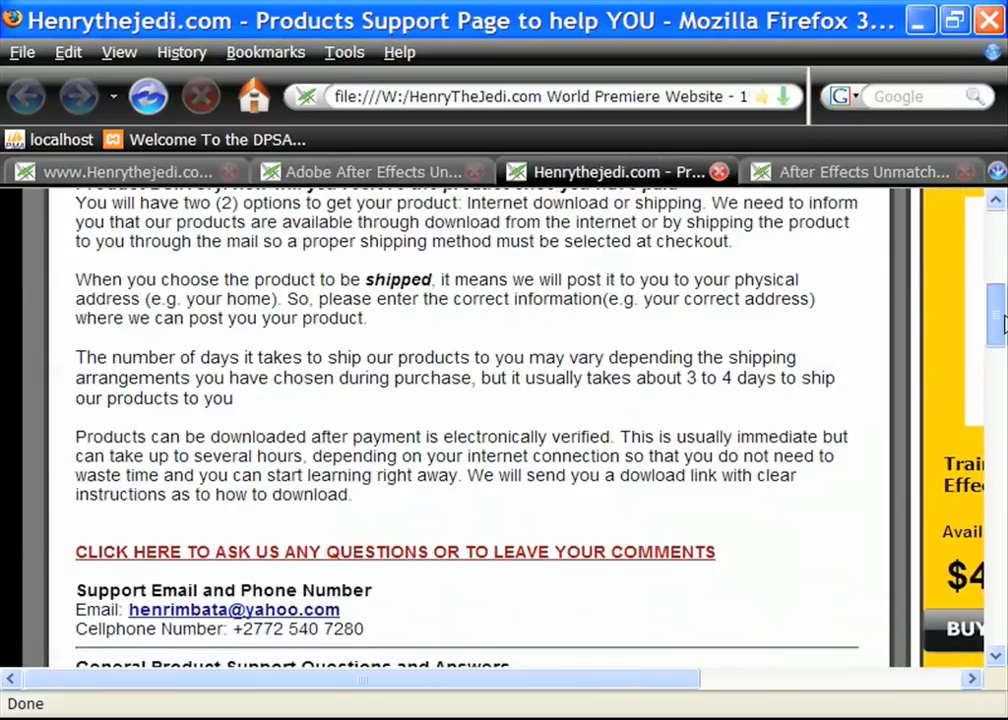 Henrythejedi.com - Products Support Page to help YOU - Mozilla Firefox 3...
File Edit View History Bookmarks Tools Help
file:///W:/HenryTheJedi.com World Premiere Website - 1
G Google
localhost Welcome To the DPSA...
www.Henrythejedi.co... Adobe After Effects Un... Henrythejedi.com - Pr... After Effects Unmatch...
You will have two (2) options to get your product: Internet download or shipping. We need to inform
you that our products are available through download from the internet or by shipping the product
to you through the mail so a proper shipping method must be selected at checkout.
When you choose the product to be shipped, it means we will post it to you to your physical
address (e.g. your home). So, please enter the correct information(e.g. your correct address)
where we can post you your product.
The number of days it takes to ship our products to you may vary depending the shipping
arrangements you have chosen during purchase, but it usually takes about 3 to 4 days to ship
our products to you
Products can be downloaded after payment is electronically verified. This is usually immediate but
can take up to several hours, depending on your internet connection so that you do not need to
waste time and you can start learning right away. We will send you a dowload link with clear
instructions as to how to download.
CLICK HERE TO ASK US ANY QUESTIONS OR TO LEAVE YOUR COMMENTS
Support Email and Phone Number
Email: henrimbata@yahoo.com
Cellphone Number: +2772 540 7280
General Product Support Questions and Answers
Trai
Effe
Avail
$4
BUY
Done